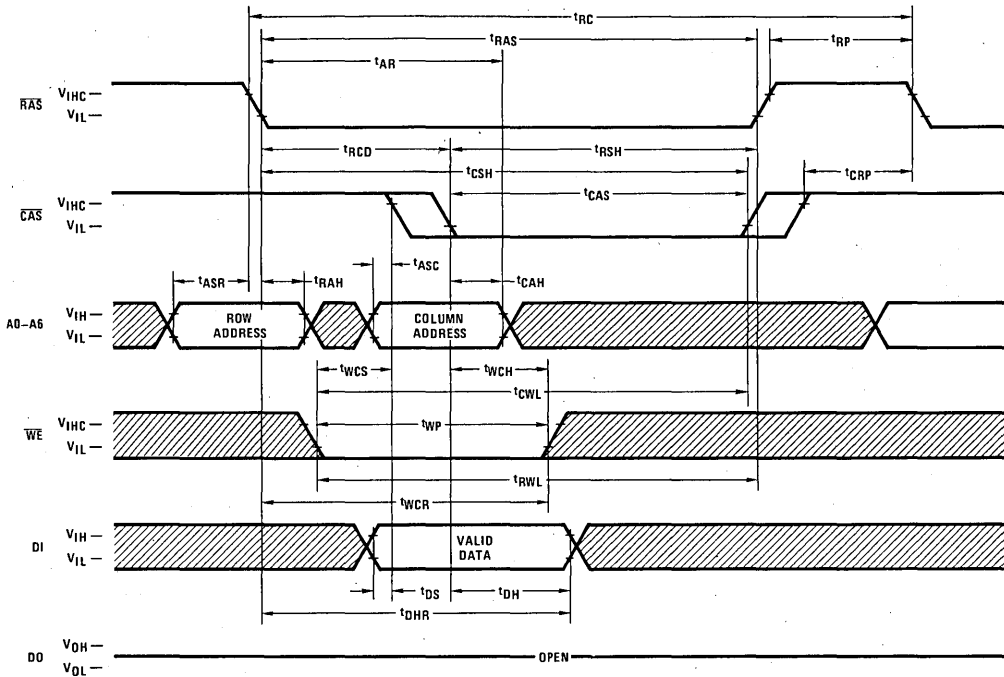 tRC
tRAS
tRP
tAR
RAS
VIHC
VIL
tRCD
tRSH
tCSH
tCAS
tCRP
CAS
VIHC
VIL
tASR
tRAH
tASC
tCAH
A0–A6
VIH
VIL
ROW ADDRESS
COLUMN ADDRESS
tWCS
tWCH
tCWL
WE
VIHC
VIL
tWP
tRWL
tWCR
DI
VIH
VIL
VALID DATA
tDS
tDH
tDHR
DO
VOH
VOL
OPEN